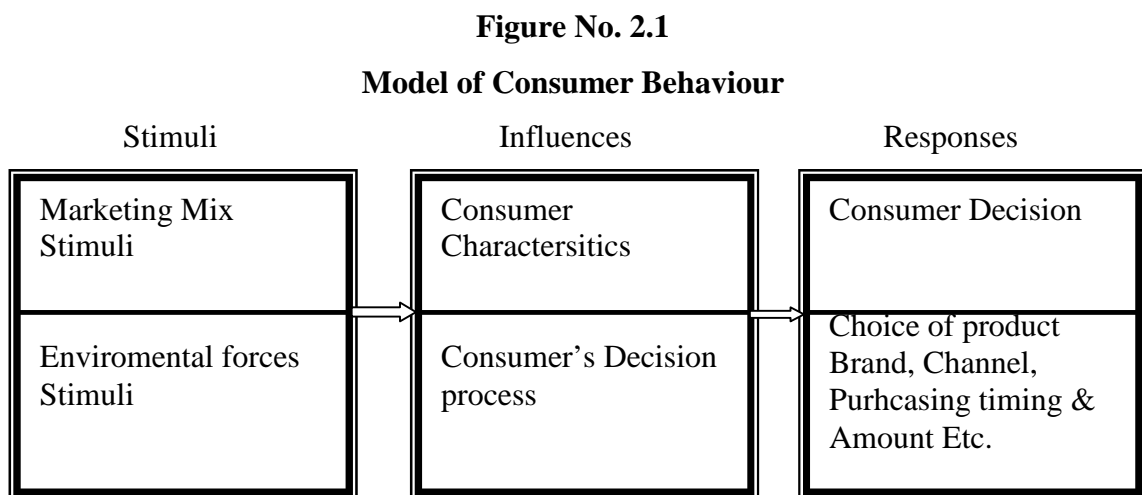 Figure No. 2.1
Model of Consumer Behaviour
Stimuli
Influences
Responses
Marketing Mix
Stimuli
Enviromental forces
Stimuli
Consumer
Charactersitics
Consumer’s Decision
process
Consumer Decision
Choice of product
Brand, Channel,
Purhcasing timing &
Amount Etc.